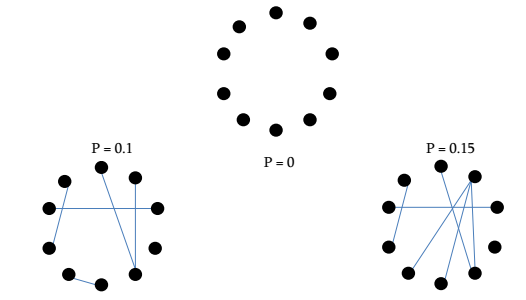 P = 0.1
P = 0
P = 0.15